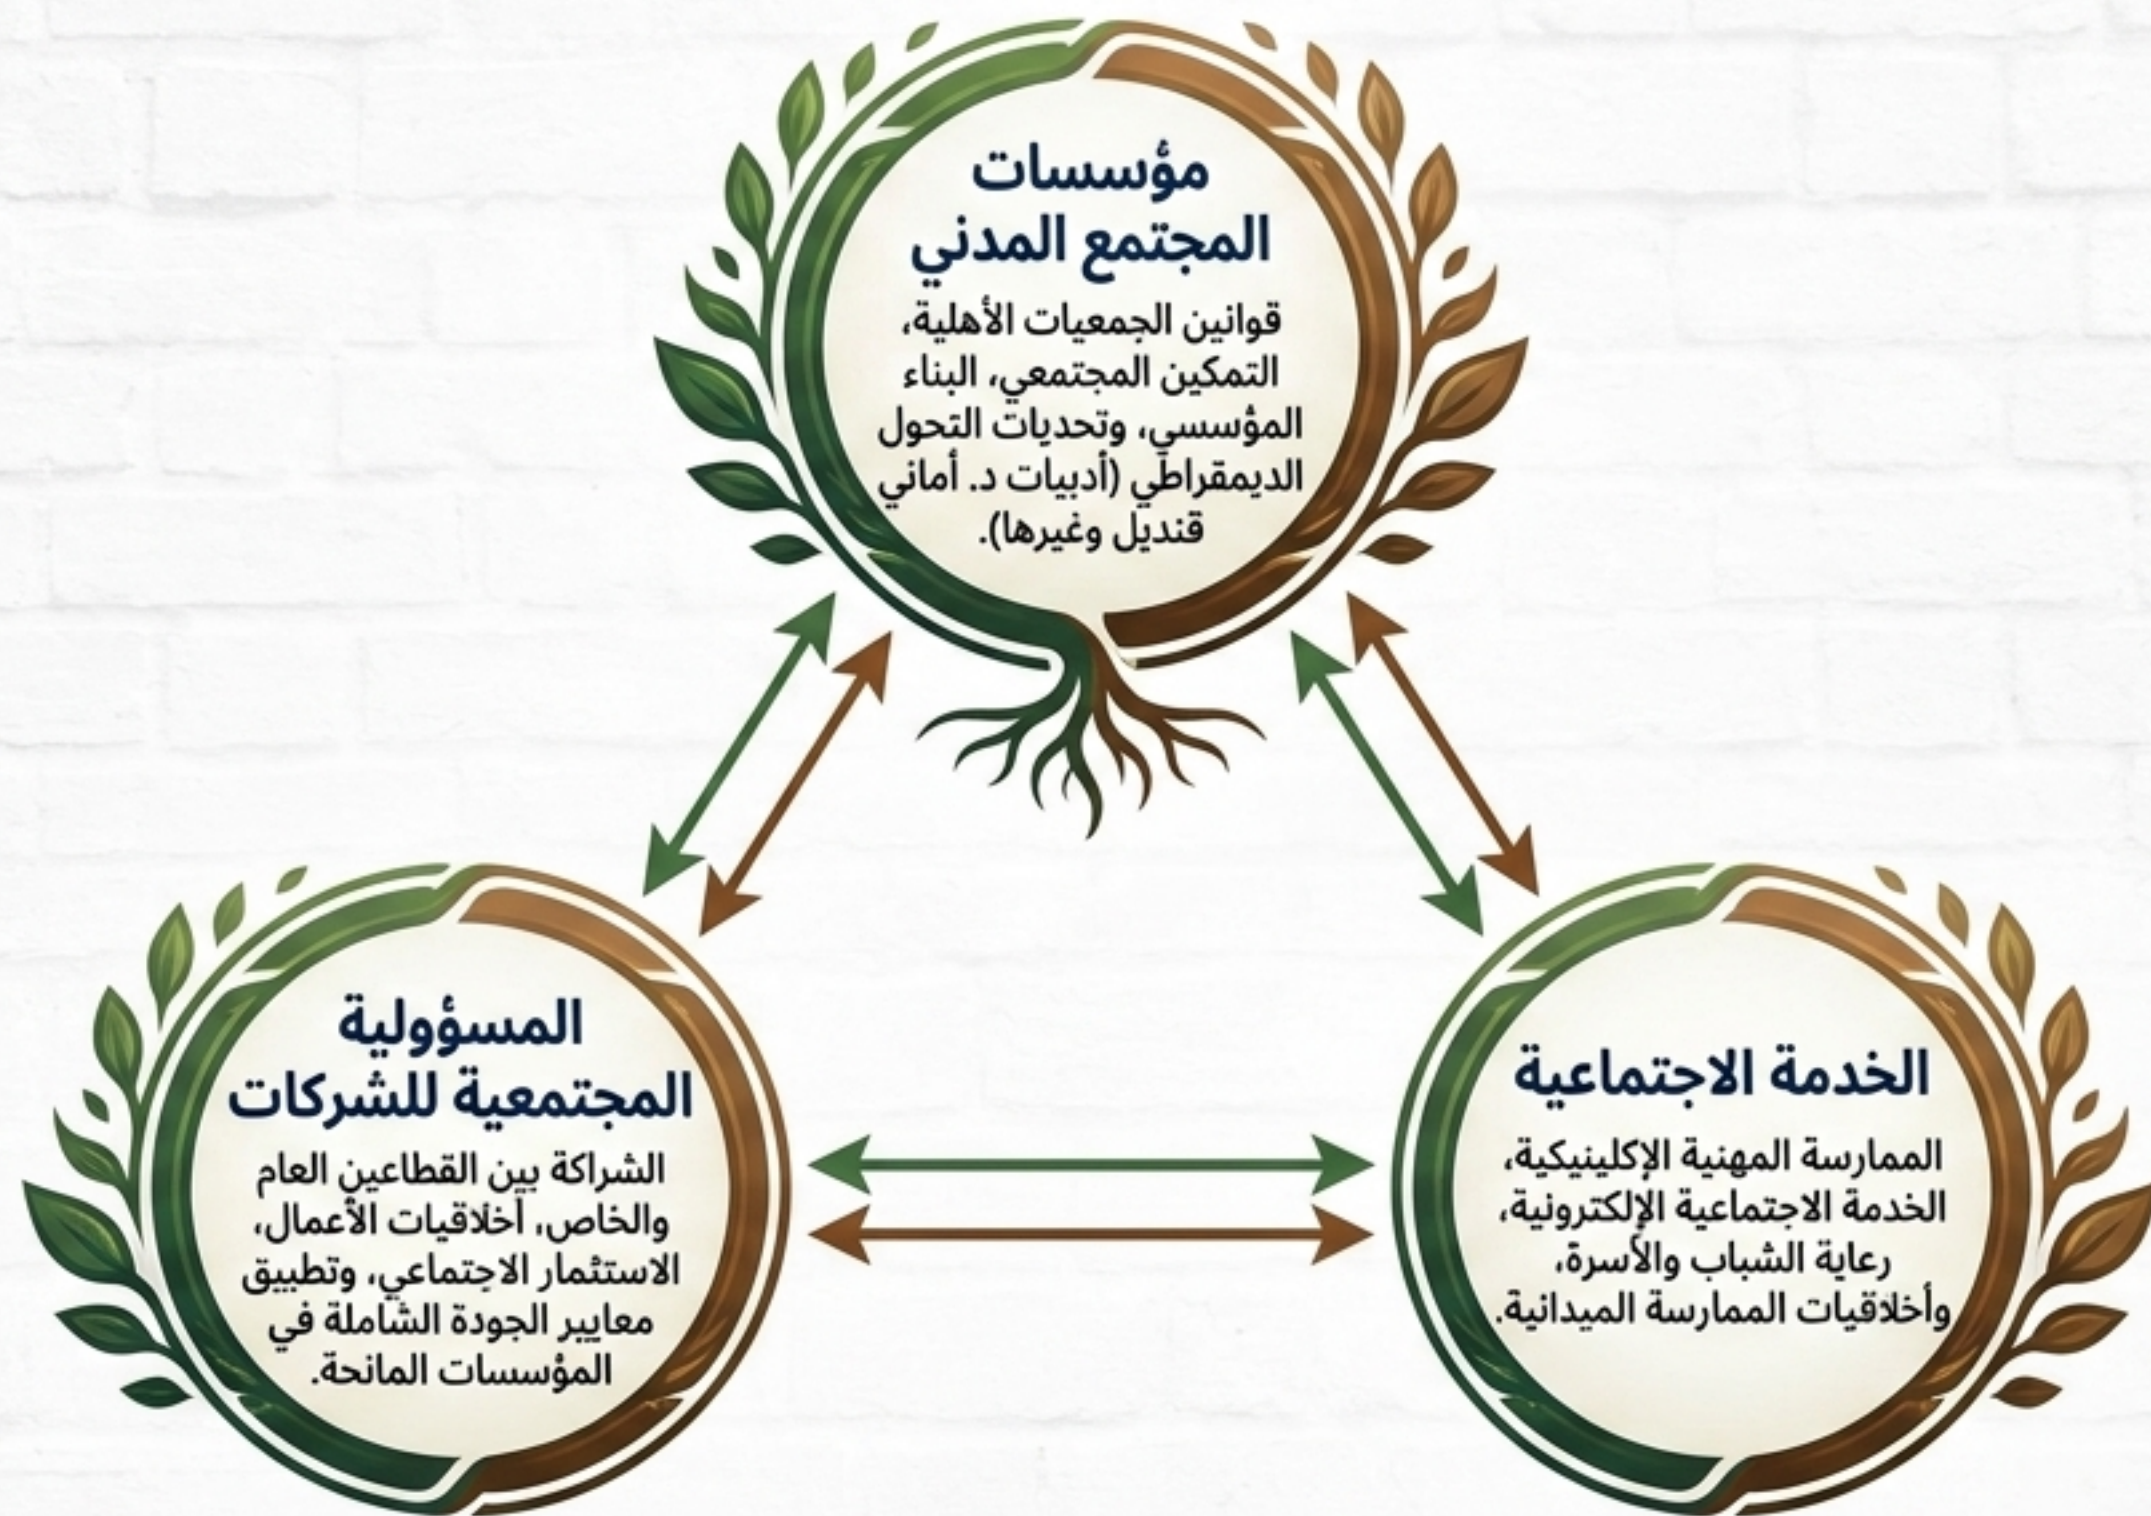 مؤسسات
المجتمع المدني
قوانين الجمعيات الأهلية،
التمكين المجتمعي، البناء
المؤسسي، وتحديات التحول
الديمقراطي (أدبيات د. أماني
قنديل وغيرها).
الخدمة الاجتماعية
الممارسة المهنية الإكلينيكية،
الخدمة الاجتماعية الإلكترونية،
رعاية الشباب والأسرة،
وأخلاقيات الممارسة الميدانية.
المسؤولية
المجتمعية للشركات
الشراكة بين القطاعين العام
والخاص، أخلاقيات الأعمال،
الاستثمار الاجتماعي، وتطبيق
معايير الجودة الشاملة في
المؤسسات المانحة.